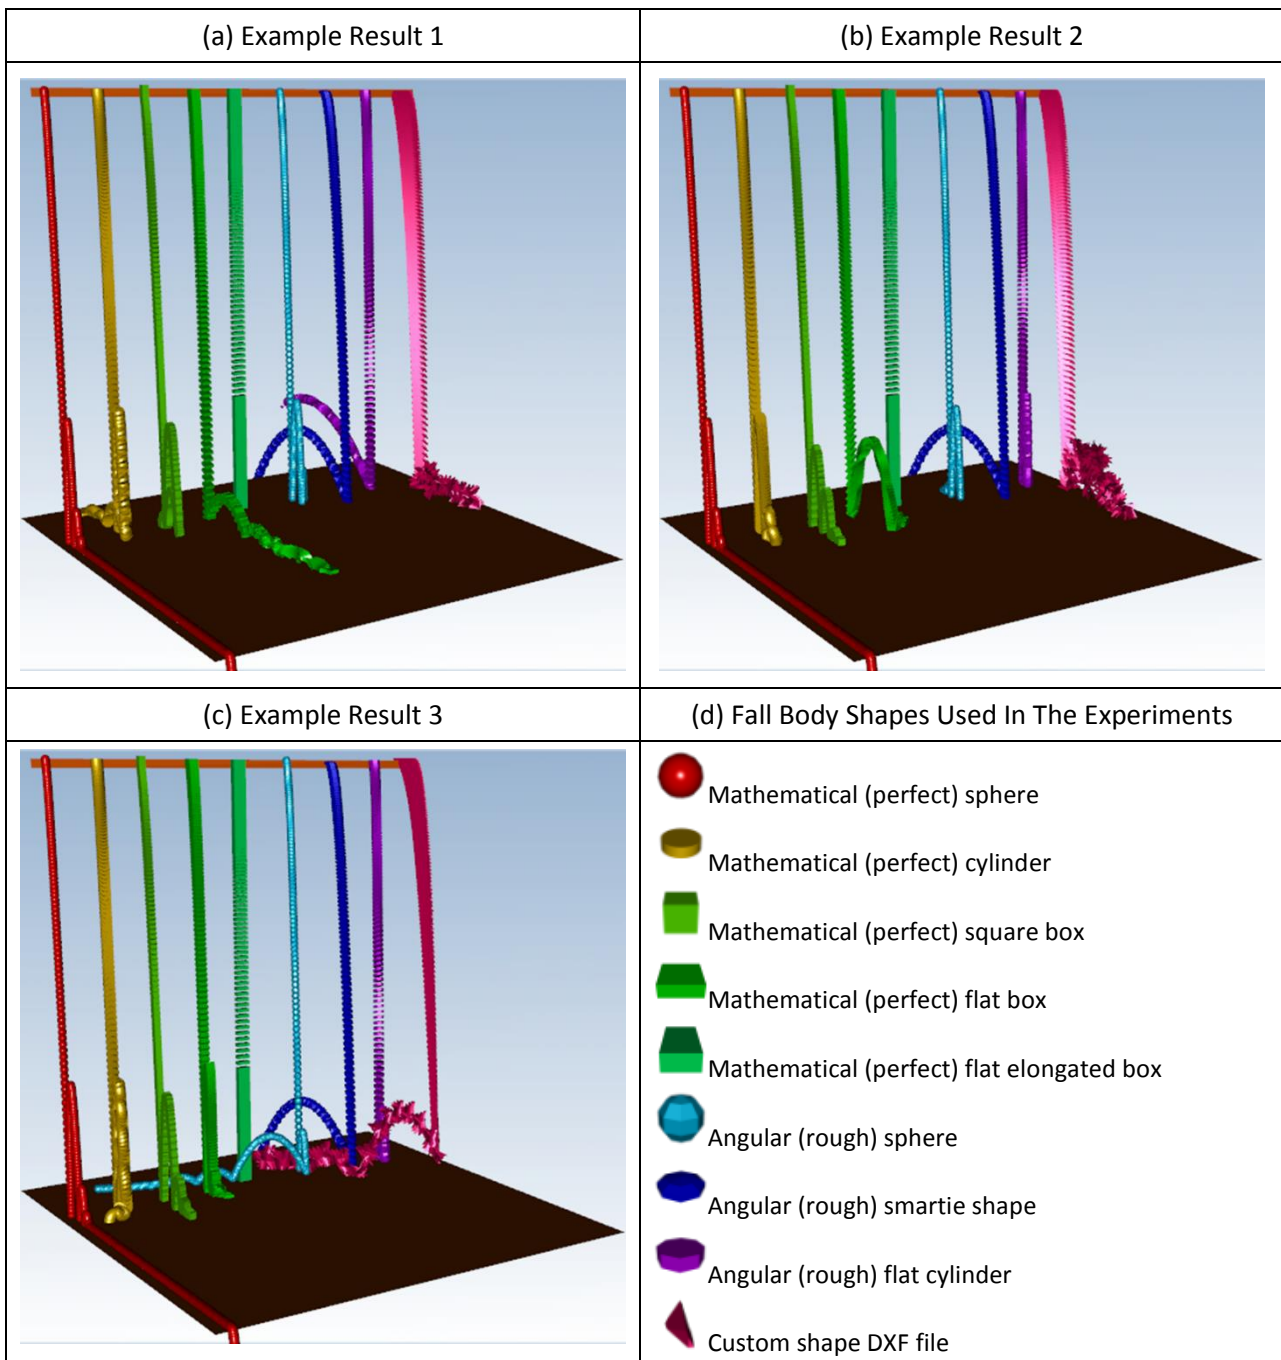 (a) Example Result 1
(b) Example Result 2
(c) Example Result 3
(d) Fall Body Shapes Used In The Experiments
Mathematical (perfect) sphere
Mathematical (perfect) cylinder
Mathematical (perfect) square box
Mathematical (perfect) flat box
Mathematical (perfect) flat elongated box
Angular (rough) sphere
Angular (rough) smartie shape
Angular (rough) flat cylinder
Custom shape DXF file